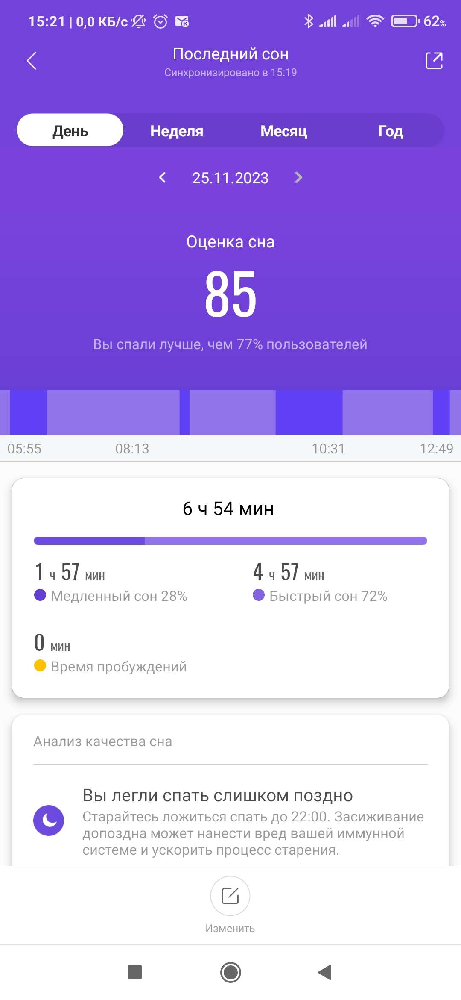 15:21 | 0,0 КБ/с 62%
Последний сон
Синхронизировано в 15:19
День Неделя Месяц Год
25.11.2023
Оценка сна
85
Вы спали лучше, чем 77% пользователей
05:55 08:13 10:31 12:49
6 ч 54 мин
1 ч 57 мин 4 ч 57 мин
Медленный сон 28% Быстрый сон 72%
0 мин
Время пробуждений
Анализ качества сна
Вы легли спать слишком поздно
Старайтесь ложиться спать до 22:00. Засиживание
допоздна может нанести вред вашей иммунной
системе и ускорить процесс старения.
Изменить